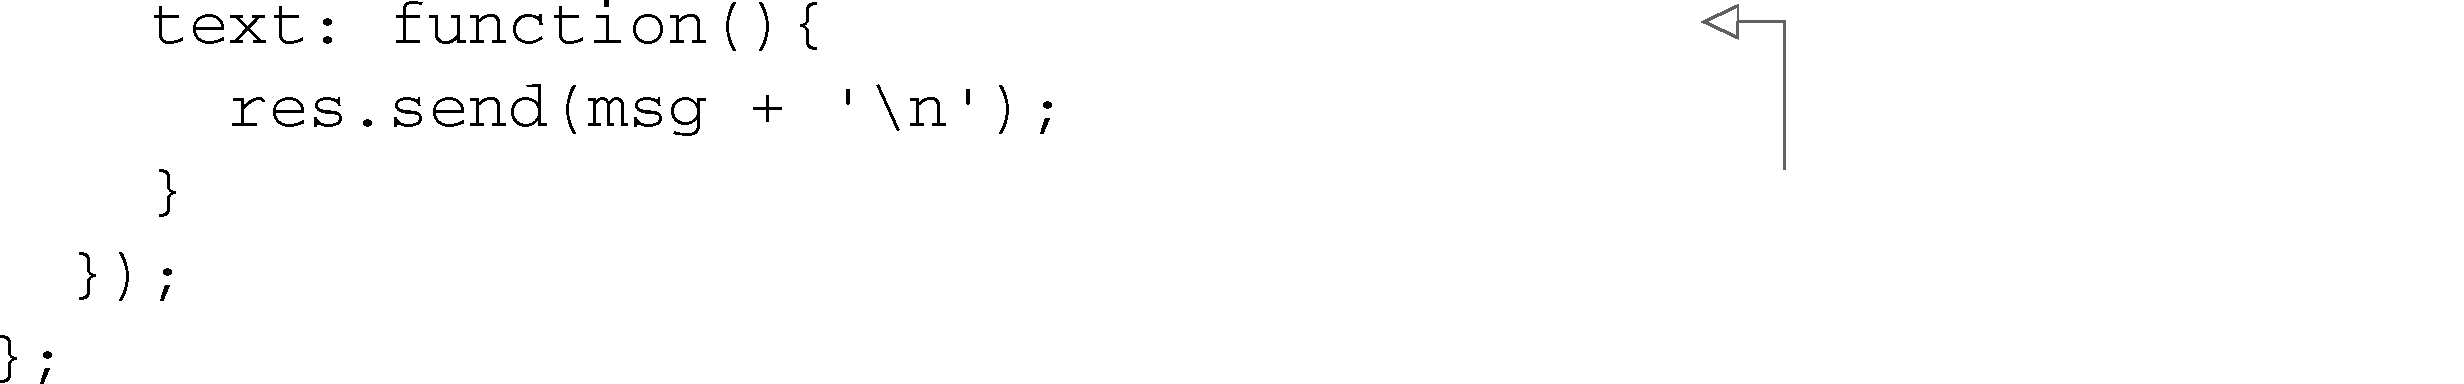 text: function(){
      res.send(msg + '\n');
    }
  });
};